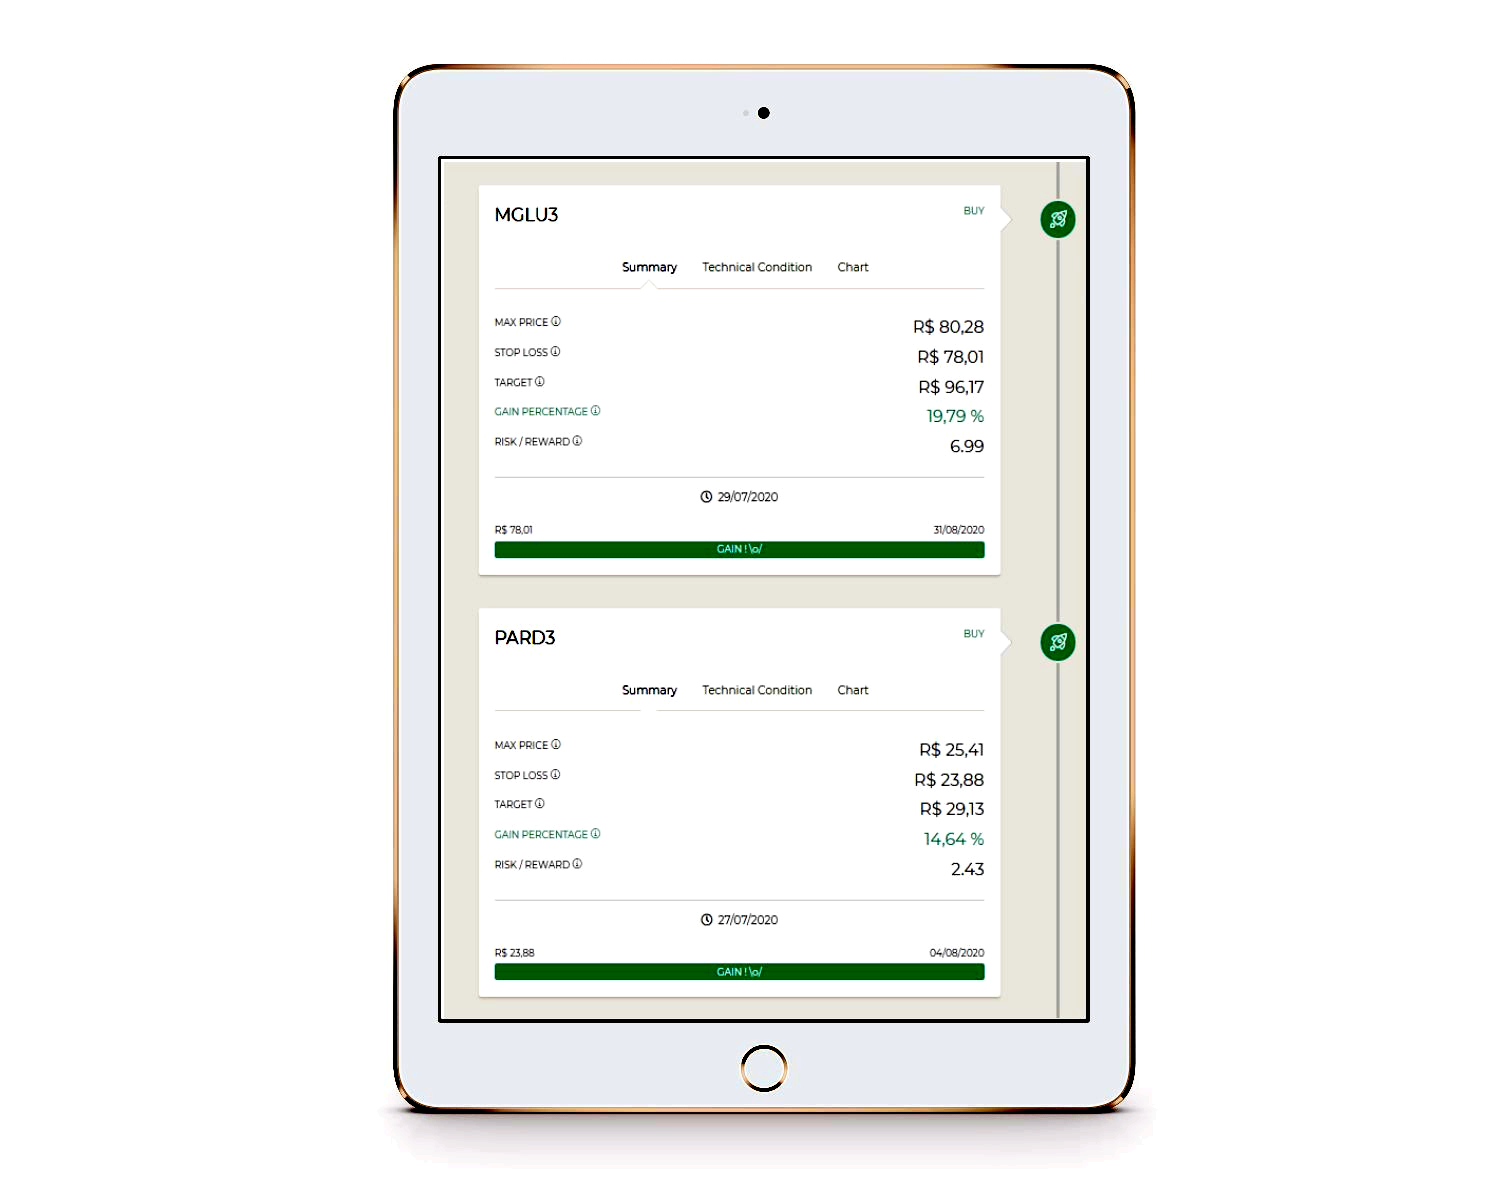 MGLU3
BUY
Summary Technical Condition Chart
MAX PRICE R$ 80,28
STOP LOSS R$ 78,01
TARGET R$ 96,17
GAIN PERCENTAGE 19,79 %
RISK / REWARD 6.99
29/07/2020
R$ 78,01 31/08/2020
GAIN ! \o/
PARD3
BUY
Summary Technical Condition Chart
MAX PRICE R$ 25,41
STOP LOSS R$ 23,88
TARGET R$ 29,13
GAIN PERCENTAGE 14,64 %
RISK / REWARD 2.43
27/07/2020
R$ 23,88 04/08/2020
GAIN ! \o/